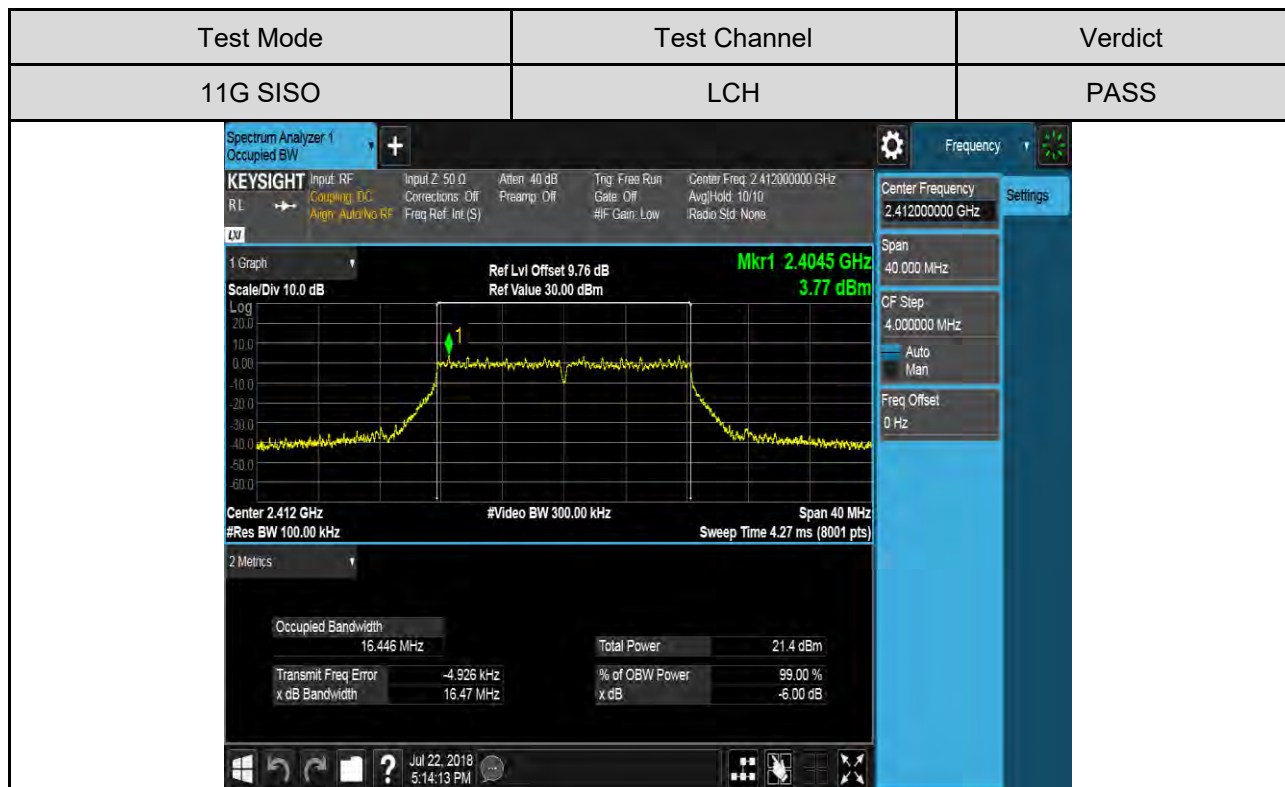 Test Mode Test Channel Verdict
11G SISO LCH PASS
Spectrum Analyzer 1
Occupied BW
+
Frequency
KEYSIGHT Input: RF Input Z: 50 Ω Atten: 40 dB Trig: Free Run Center Freq: 2.412000000 GHz
RL Coupling: DC Corrections: Off Preamp: Off Gate: Off Avg|Hold: 10/10
Align: Auto/No RF Freq Ref: Int (S) #IF Gain: Low Radio Std: None
LXI
Center Frequency
2.412000000 GHz
Settings
Span
40.000 MHz
CF Step
4.000000 MHz
Auto
Man
Freq Offset
0 Hz
1 Graph
Ref Lvl Offset 9.76 dB
Mkr1 2.4045 GHz
Scale/Div 10.0 dB
Ref Value 30.00 dBm
3.77 dBm
Log
20.0
10.0
0.00
-10.0
-20.0
-30.0
-40.0
-50.0
-60.0
1
Center 2.412 GHz #Video BW 300.00 kHz Span 40 MHz
#Res BW 100.00 kHz Sweep Time 4.27 ms (8001 pts)
2 Metrics
Occupied Bandwidth
16.446 MHz
Total Power 21.4 dBm
Transmit Freq Error -4.926 kHz
% of OBW Power 99.00 %
x dB Bandwidth 16.47 MHz
x dB -6.00 dB
?
Jul 22, 2018
5:14:13 PM